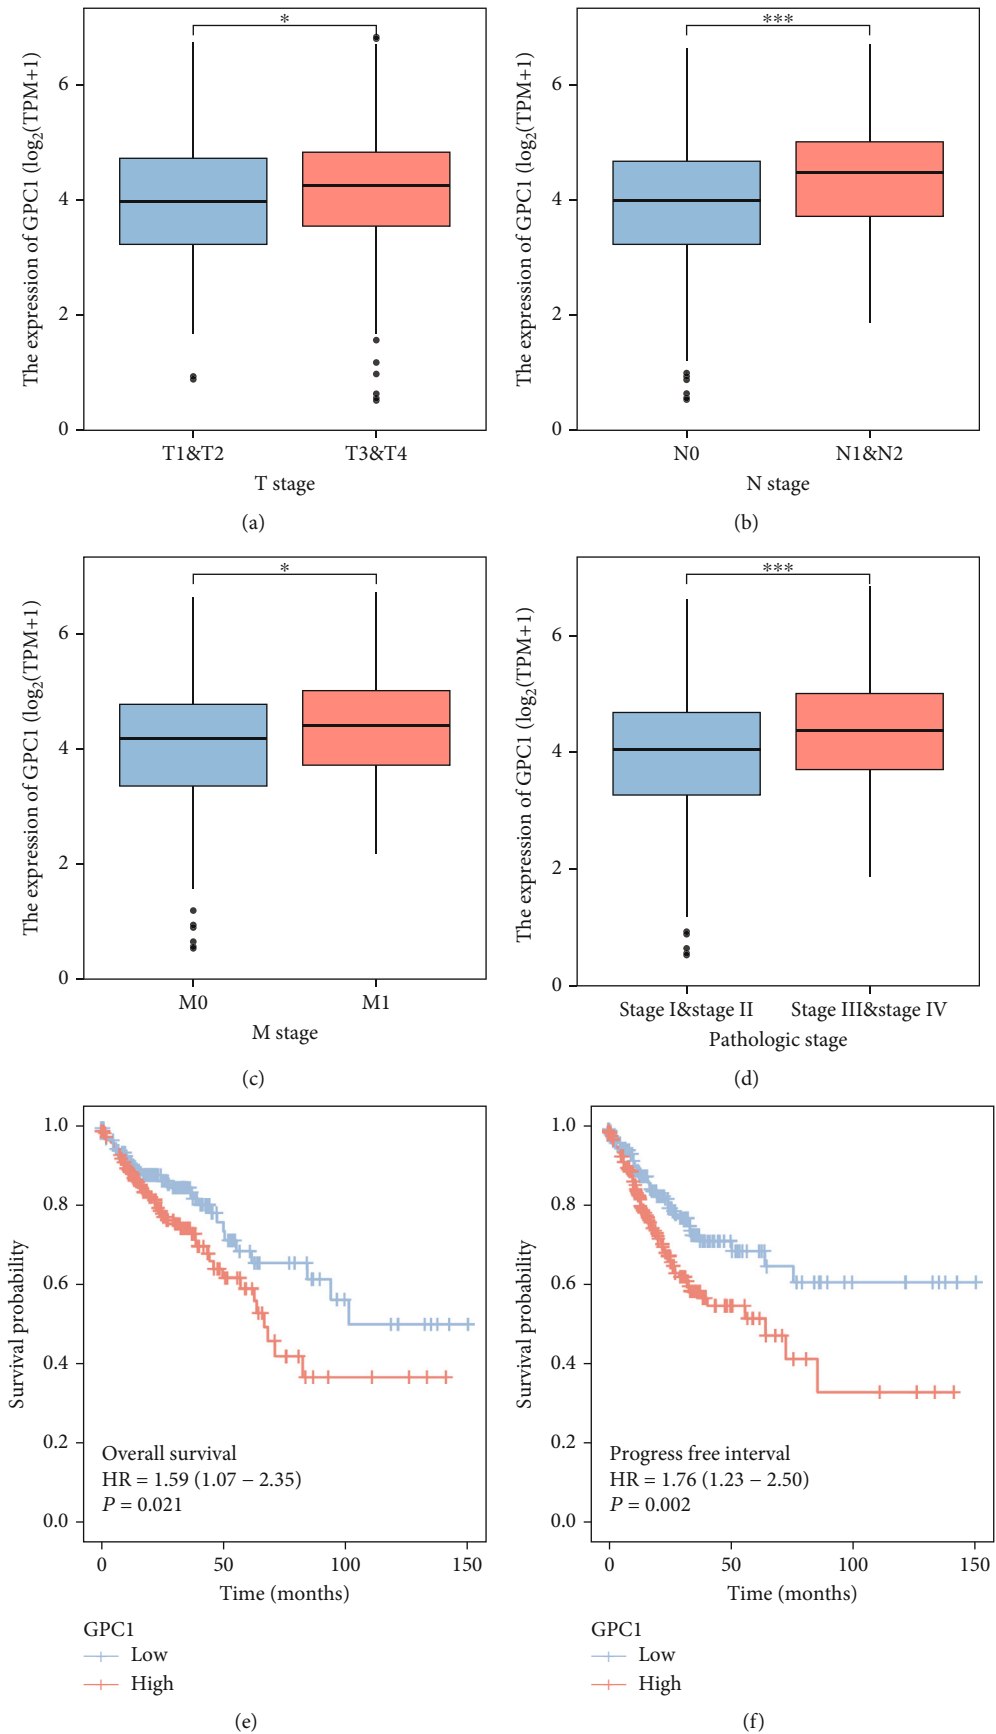 The expression of GPC1 (log2(TPM+1)
6
4
2
0
*
T1&T2
T3&T4
T stage
(a)
The expression of GPC1 (log2(TPM+1)
6
4
2
0
***
N0
N1&N2
N stage
(b)
The expression of GPC1 (log2(TPM+1)
6
4
2
0
*
M0
M1
M stage
(c)
The expression of GPC1 (log2(TPM+1)
6
4
2
0
***
Stage I&stage II
Stage III&stage IV
Pathologic stage
(d)
Survival probability
1.0
0.8
0.6
0.4
0.2
0.0
Overall survival
HR = 1.59 (1.07 − 2.35)
P = 0.021
0
50
100
150
Time (months)
GPC1
Low
High
(e)
Survival probability
1.0
0.8
0.6
0.4
0.2
0.0
Progress free interval
HR = 1.76 (1.23 − 2.50)
P = 0.002
0
50
100
150
Time (months)
GPC1
Low
High
(f)